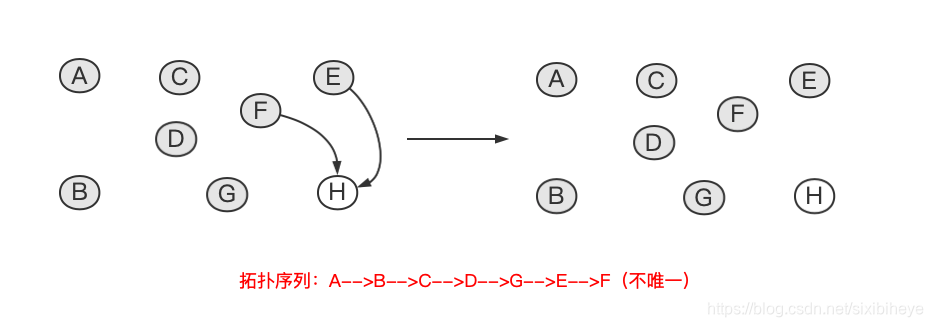 A C E A C E
F F
D D
B G H B G H
拓扑序列：A-->B-->C-->D-->G-->E-->F（不唯一）
https://blog.csdn.net/sixibiheye